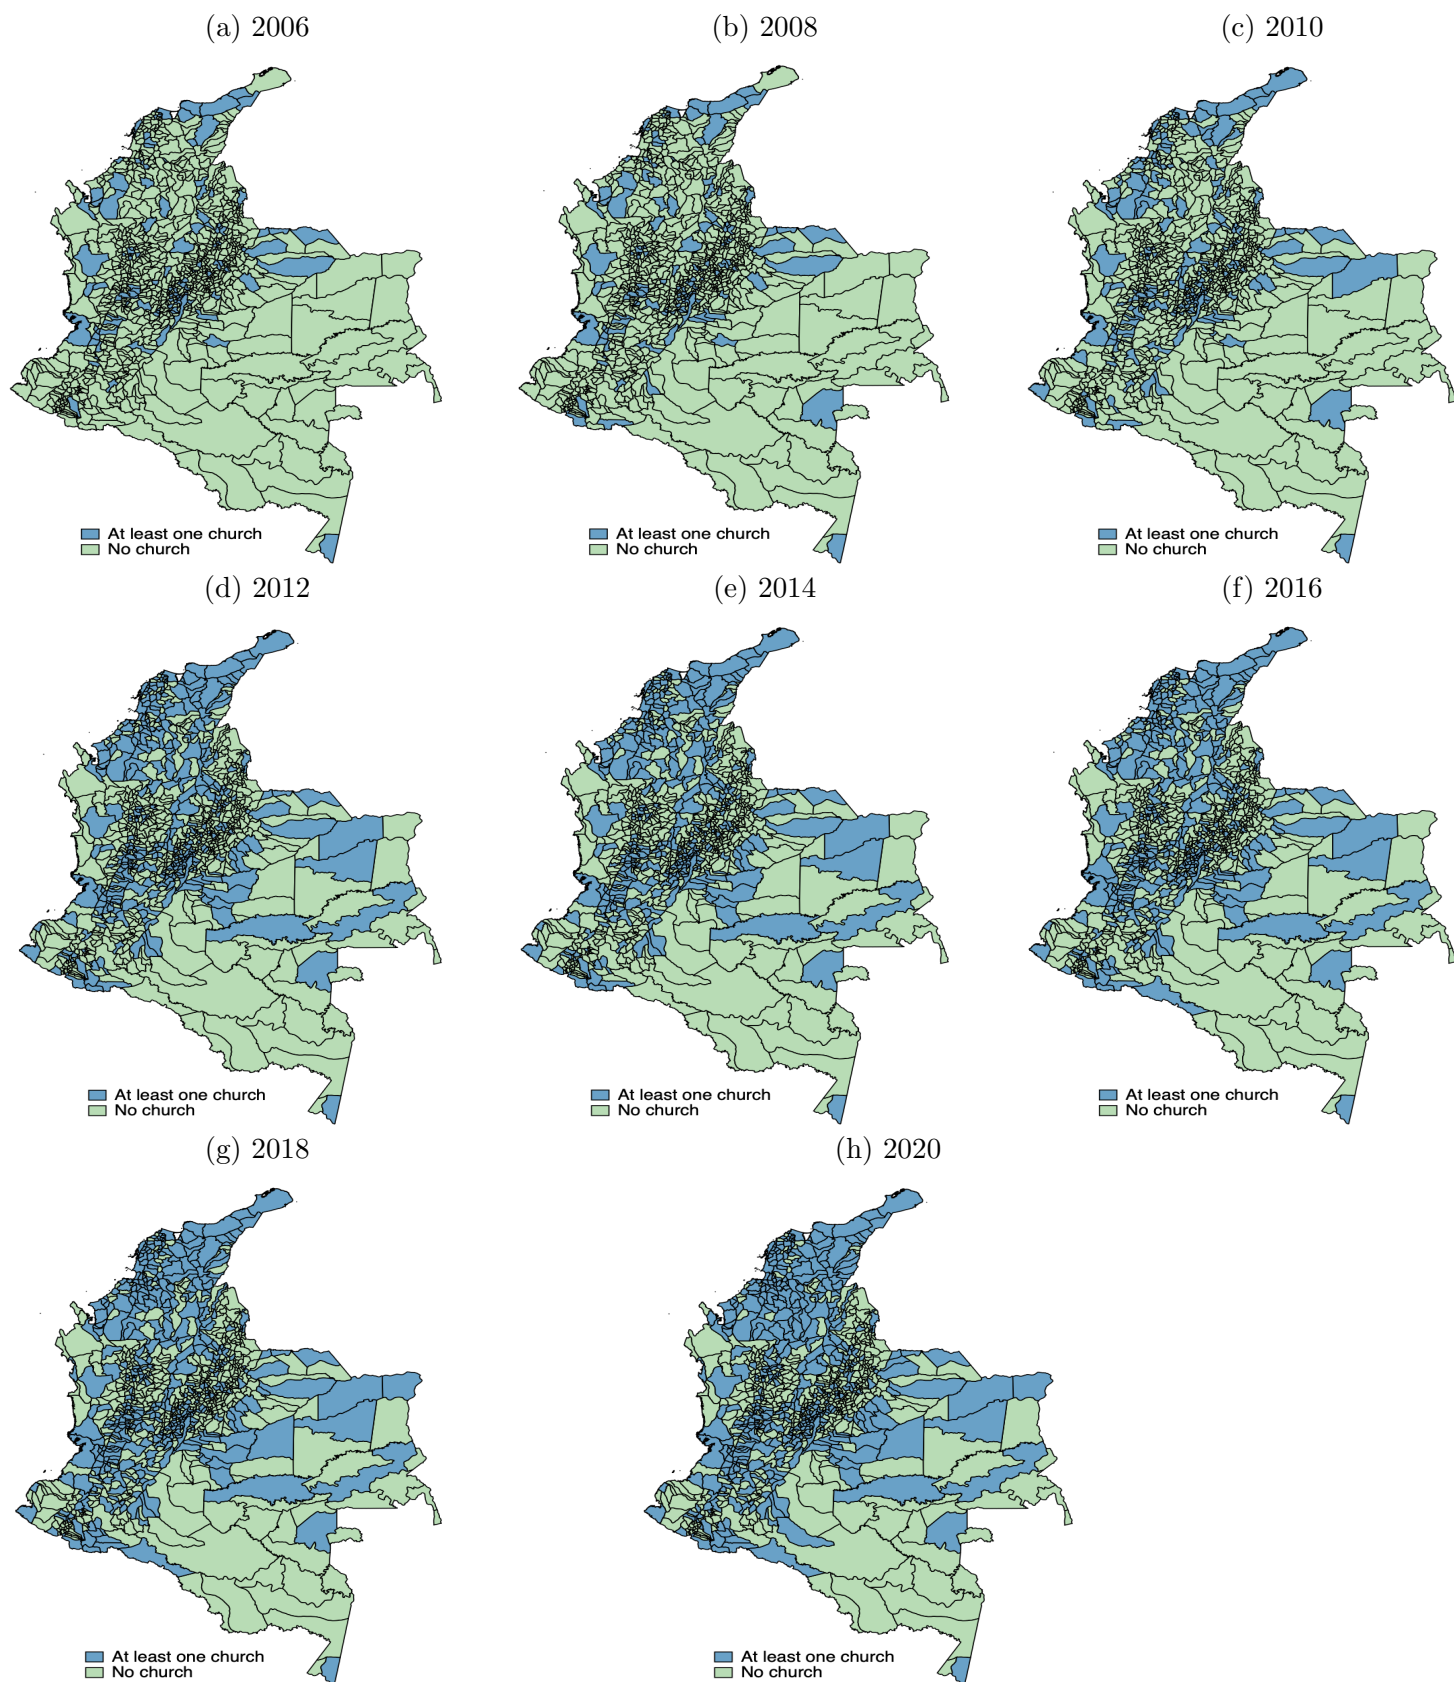 (a) 2006
(b) 2008
(c) 2010
At least one church
No church
At least one church
No church
At least one church
No church
(d) 2012
(e) 2014
(f) 2016
At least one church
No church
At least one church
No church
At least one church
No church
(g) 2018
(h) 2020
At least one church
No church
At least one church
No church